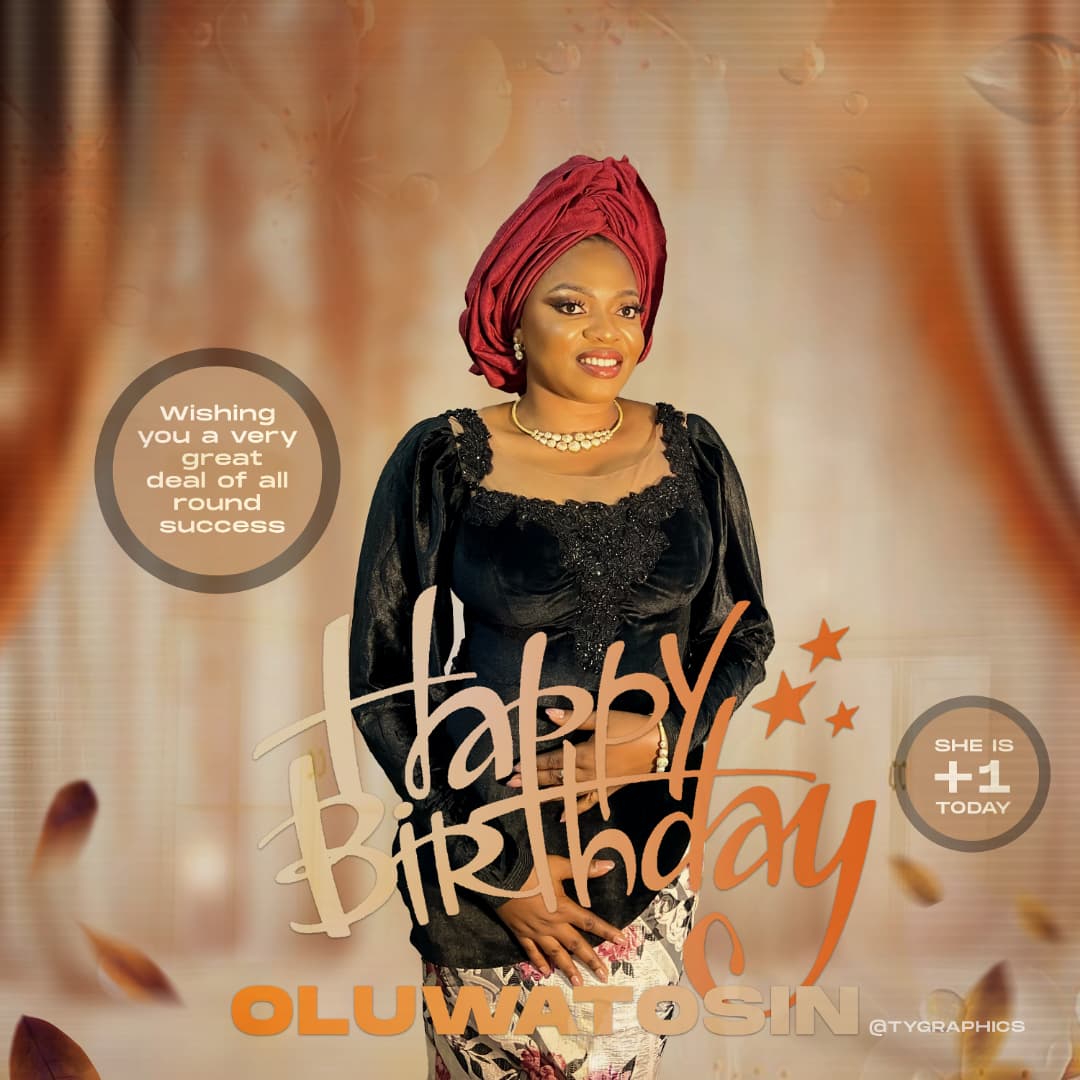 Wishing
you a very
great
deal of all
round
success
Happy
Birthday
SHE IS
+1
TODAY
OLUWATOSIN
@TYGRAPHICS